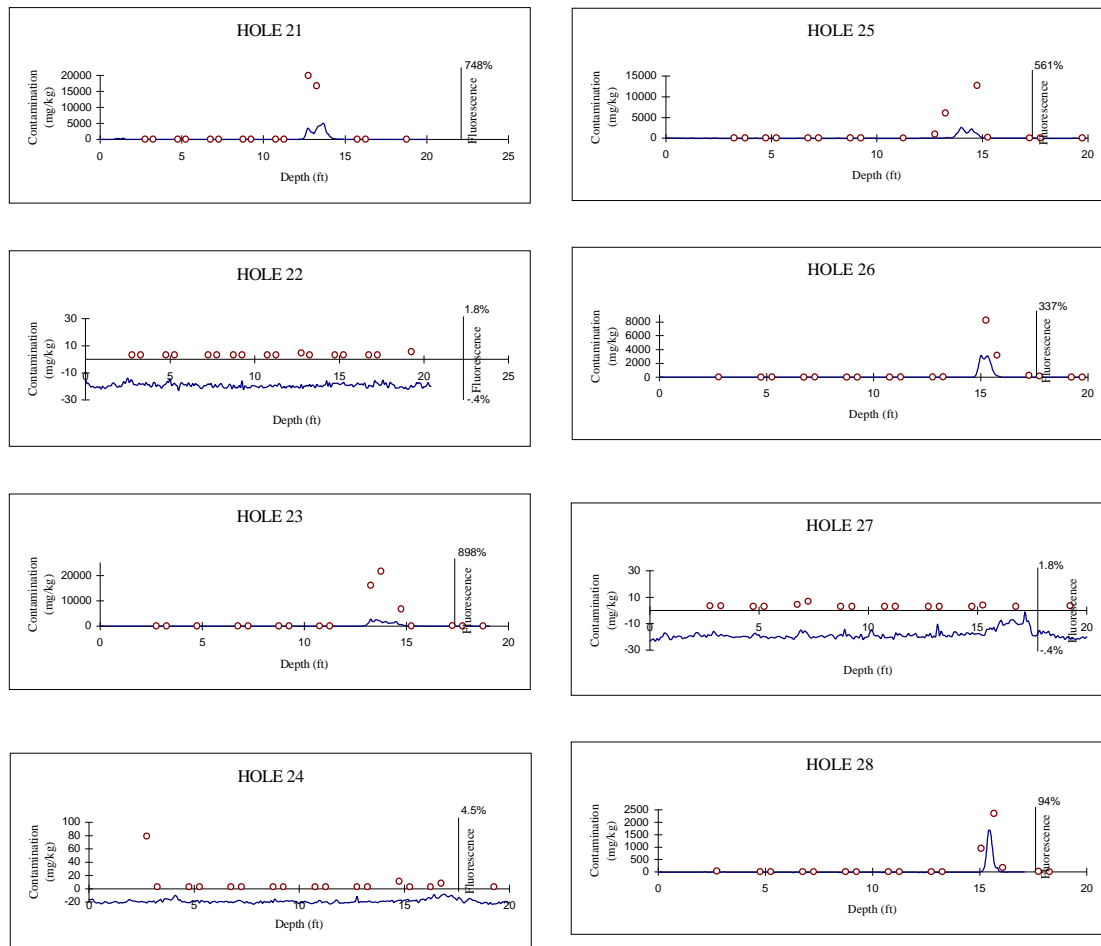 HOLE 21
748%
20000
15000
10000
5000
0
0 5 10 15 20 25
Contamination
(mg/kg)
Fluorescence
Depth (ft)
HOLE 22
1.8%
30
10
-10
-30
0 5 10 15 20 25
Contamination
(mg/kg)
Fluorescence
-.4%
Depth (ft)
HOLE 23
898%
20000
10000
0
0 5 10 15 20
Contamination
(mg/kg)
Fluorescence
Depth (ft)
HOLE 24
4.5%
100
80
60
40
20
0
-20
0 5 10 15 20
Contamination
(mg/kg)
Fluorescence
Depth (ft)
HOLE 25
561%
15000
10000
5000
0
0 5 10 15 20
Contamination
(mg/kg)
Fluorescence
Depth (ft)
HOLE 26
337%
8000
6000
4000
2000
0
0 5 10 15 20
Contamination
(mg/kg)
Fluorescence
Depth (ft)
HOLE 27
1.8%
30
10
-10
-30
0 5 10 15 20
Contamination
(mg/kg)
Fluorescence
-.4%
Depth (ft)
HOLE 28
94%
2500
2000
1500
1000
500
0
0 5 10 15 20
Contamination
(mg/kg)
Fluorescence
Depth (ft)